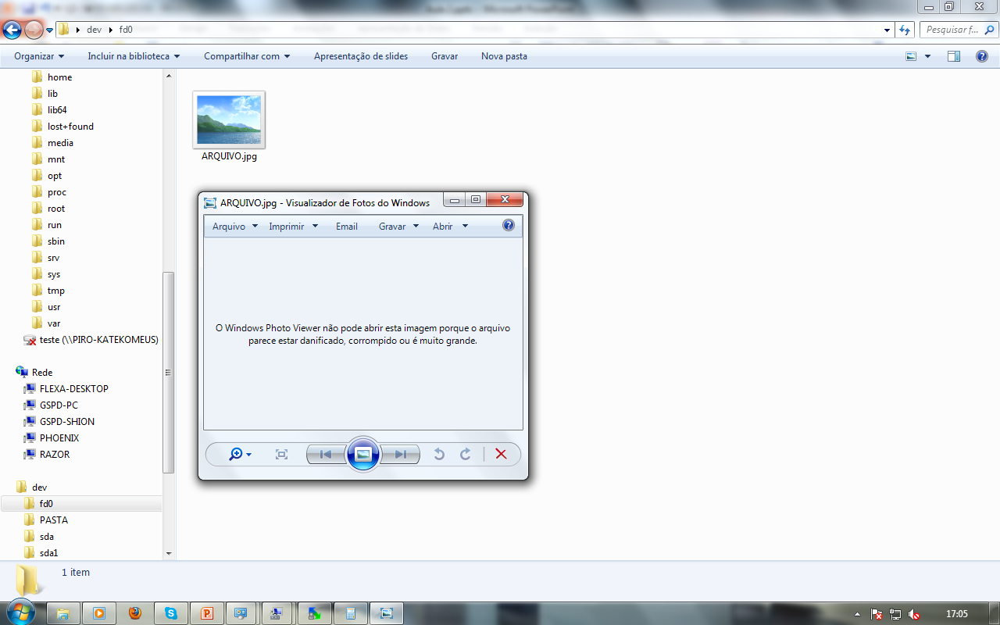 dev
fd0
Pesquisar f...
Organizar
Incluir na biblioteca
Compartilhar com
Apresentação de slides
Gravar
Nova pasta
home
lib
lib64
lost+found
media
mnt
opt
proc
root
run
sbin
srv
sys
tmp
usr
var
teste (\\PIRO-KATEKOMEUS)
Rede
FLEXA-DESKTOP
GSPD-PC
GSPD-SHION
PHOENIX
RAZOR
dev
fd0
PASTA
sda
sda1
ARQUIVO.jpg
ARQUIVO.jpg - Visualizador de Fotos do Windows
Arquivo
Imprimir
Email
Gravar
Abrir
O Windows Photo Viewer não pode abrir esta imagem porque o arquivo
parece estar danificado, corrompido ou é muito grande.
1 item
17:05